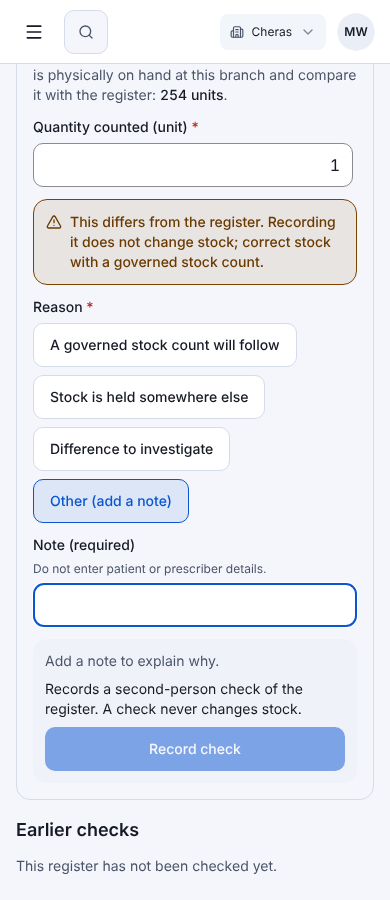 Cheras
MW
is physically on hand at this branch and compare
it with the register: 254 units.
Quantity counted (unit) *
1
This differs from the register. Recording
it does not change stock; correct stock
with a governed stock count.
Reason *
A governed stock count will follow
Stock is held somewhere else
Difference to investigate
Other (add a note)
Note (required)
Do not enter patient or prescriber details.
Add a note to explain why.
Records a second-person check of the
register. A check never changes stock.
Record check
Earlier checks
This register has not been checked yet.